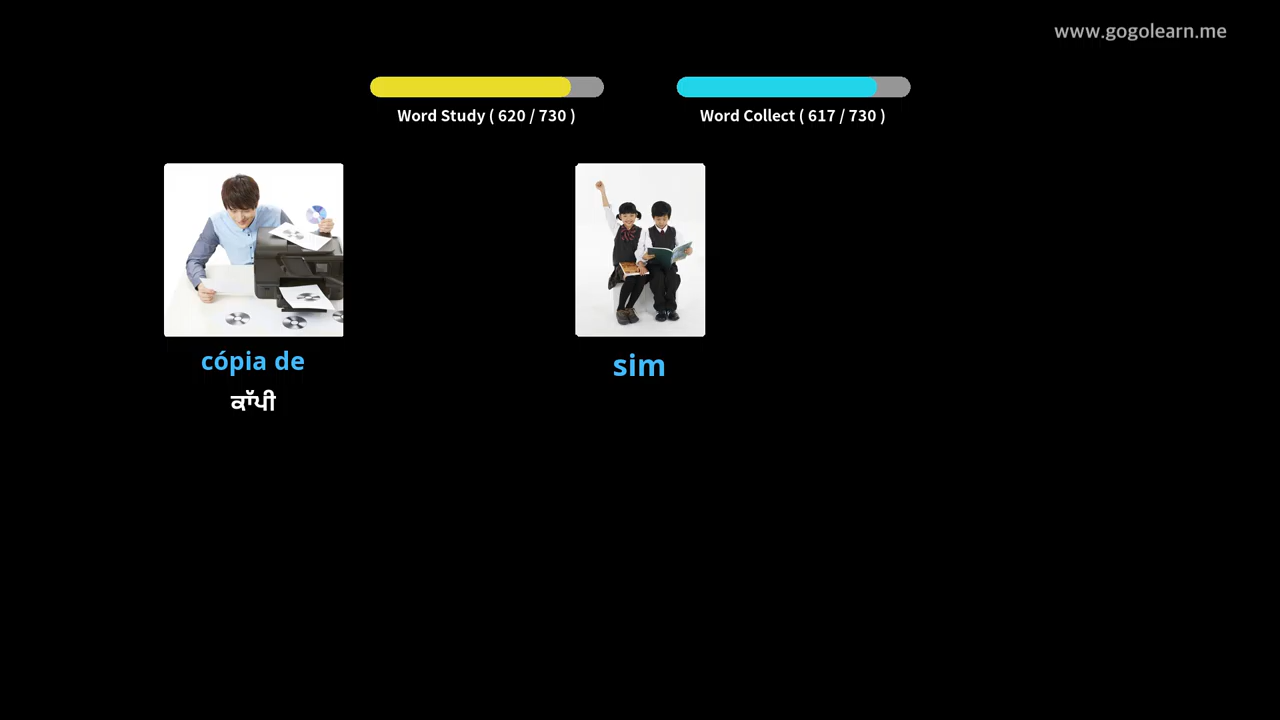 www.gogolearn.me
Word Study ( 620 / 730 )
Word Collect ( 617 / 730 )
cópia de
ਕਾੱਪੀ
sim